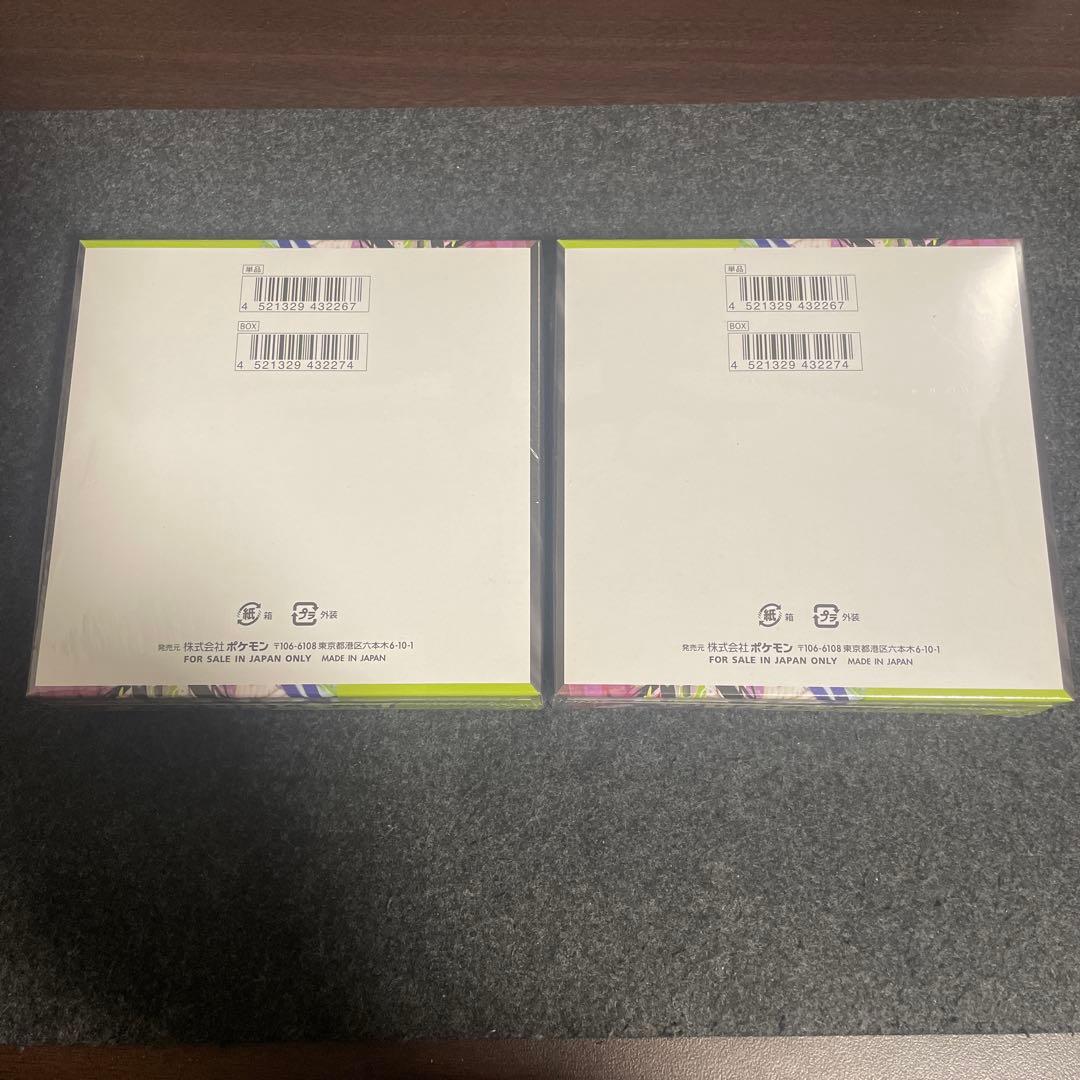 単品
4 521329 432267
BOX
4 521329 432274
紙 箱 プラ 外装
発売元 株式会社ポケモン 〒106-6108 東京都港区六本木6-10-1
FOR SALE IN JAPAN ONLY MADE IN JAPAN
単品
4 521329 432267
BOX
4 521329 432274
紙 箱 プラ 外装
発売元 株式会社ポケモン 〒106-6108 東京都港区六本木6-10-1
FOR SALE IN JAPAN ONLY MADE IN JAPAN